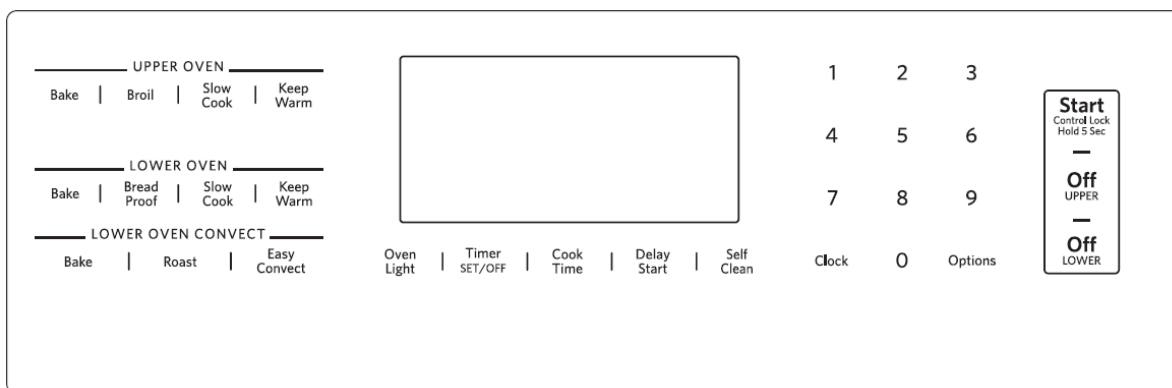 UPPER OVEN
Bake | Broil | Slow Cook | Keep Warm
LOWER OVEN
Bake | Bread Proof | Slow Cook | Keep Warm
LOWER OVEN CONVECT
Bake | Roast | Easy Convect
Oven Light | Timer SET/OFF | Cook Time | Delay Start | Self Clean
1 2 3
4 5 6
7 8 9
Clock 0 Options
Start
Control Lock
Hold 5 Sec
Off
UPPER
Off
LOWER